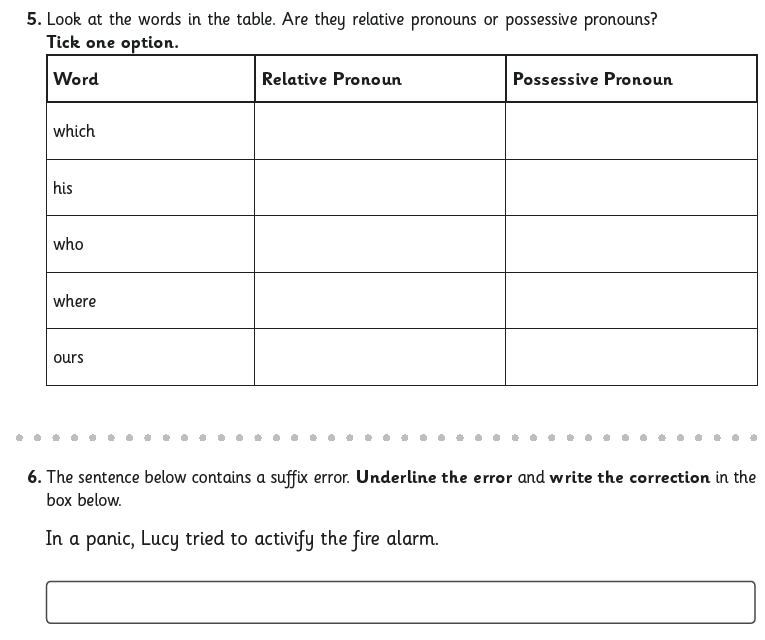 5. Look at the words in the table. Are they relative pronouns or possessive pronouns?
Tick one option.
Word Relative Pronoun Possessive Pronoun
which
his
who
where
ours
6. The sentence below contains a suffix error. Underline the error and write the correction in the
box below.
In a panic, Lucy tried to activify the fire alarm.